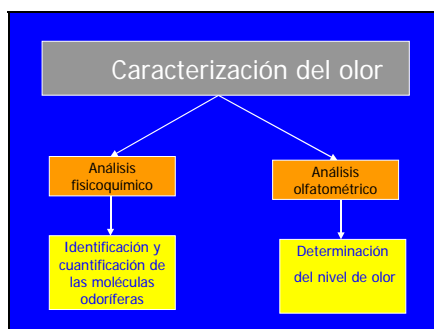 Caracterización del olor
Análisis
fisicoquímico
Análisis
olfatométrico
Identificación y
cuantificación de
las moléculas
odoríferas
Determinación
del nivel de olor